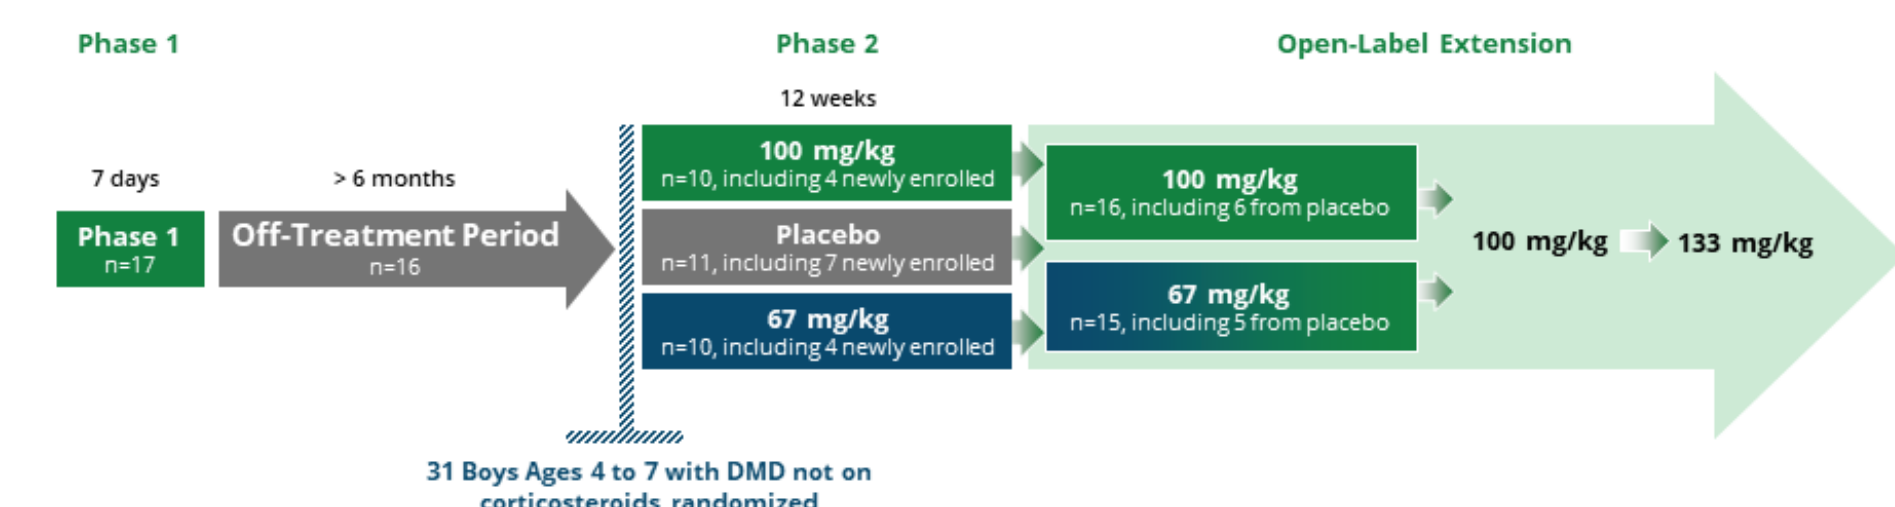 Phase 1
Phase 2
Open-Label Extension
12 weeks
7 days
> 6 months
Phase 1
n=17
Off-Treatment Period
n=16
100 mg/kg
n=10, including 4 newly enrolled
Placebo
n=11, including 7 newly enrolled
67 mg/kg
n=10, including 4 newly enrolled
100 mg/kg
n=16, including 6 from placebo
67 mg/kg
n=15, including 5 from placebo
100 mg/kg
133 mg/kg
31 Boys Ages 4 to 7 with DMD not on
corticosteroids randomized